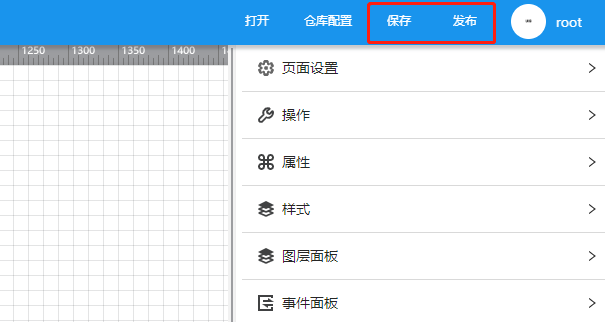 打开 仓库配置 保存 发布 root
1250 1300 1350 1400
页面设置
操作
属性
样式
图层面板
事件面板